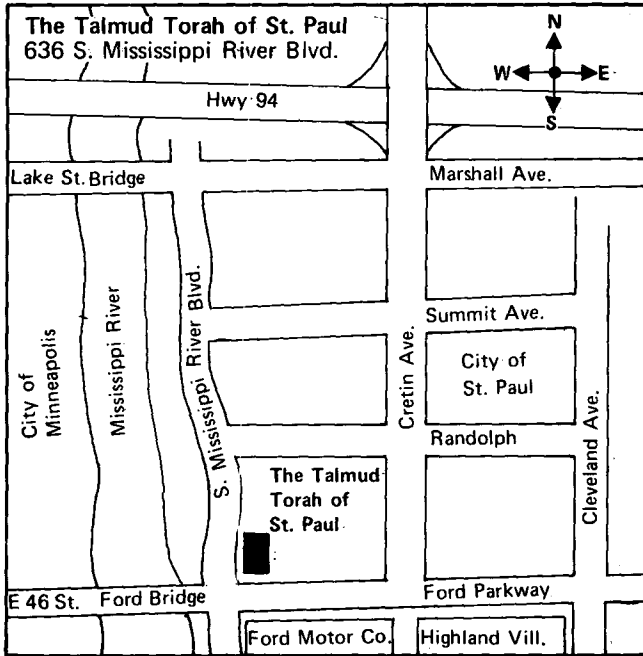 The Talmud Torah of St. Paul
636 S. Mississippi River Blvd.
N
W
E
S
Hwy 94
Lake St. Bridge
Marshall Ave.
Summit Ave.
S. Mississippi River Blvd.
Cretin Ave.
City of
St. Paul
City of
Minneapolis
Mississippi River
Randolph
Cleveland Ave.
The Talmud
Torah of
St. Paul
E 46 St.
Ford Bridge
Ford Parkway
Ford Motor Co.
Highland Vill.